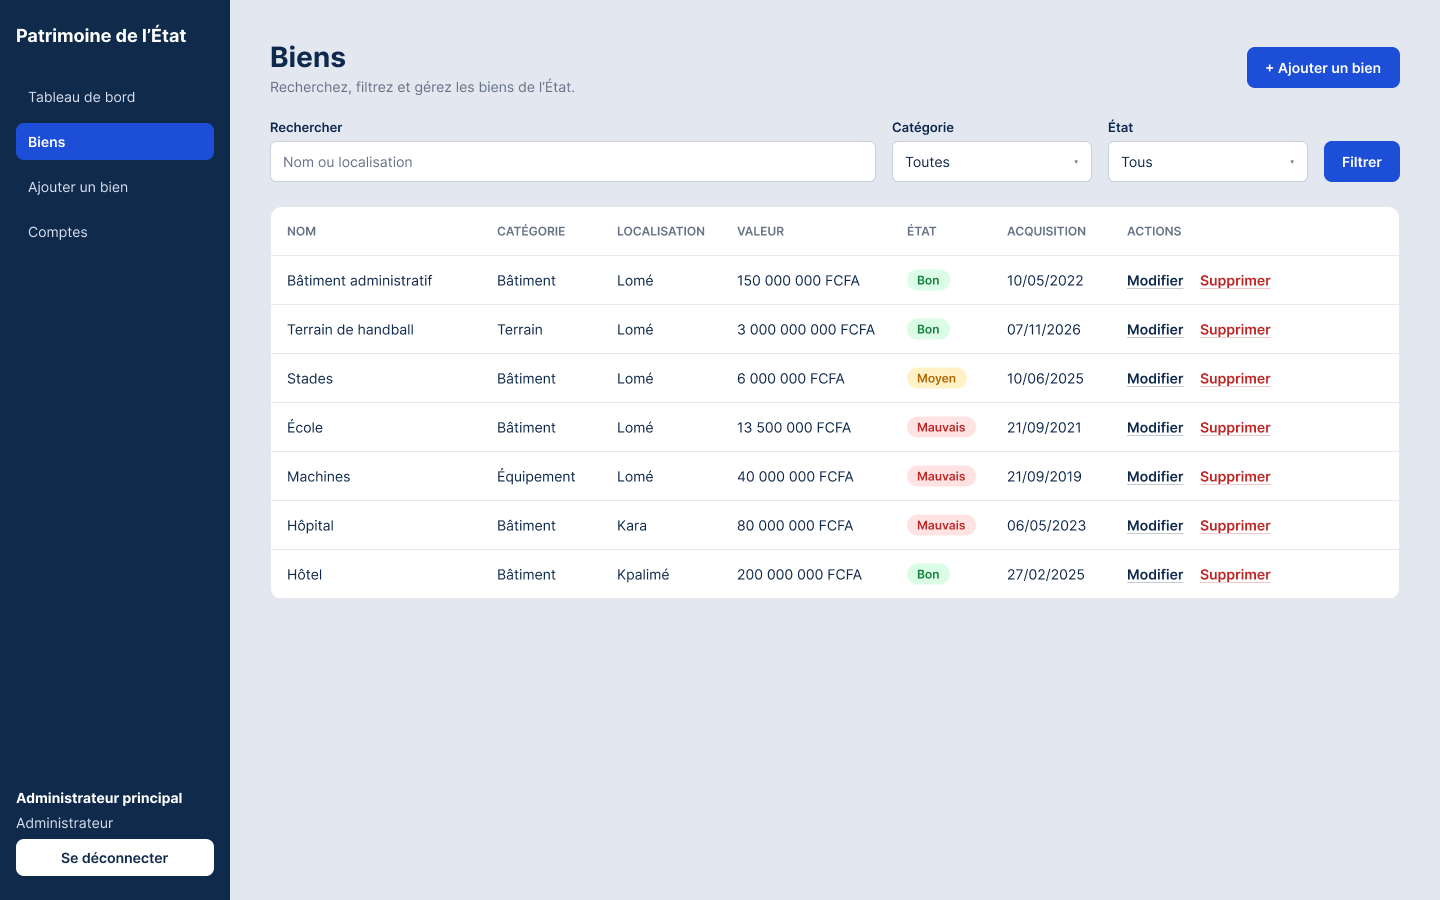 Patrimoine de l’État
Tableau de bord
Biens
Ajouter un bien
Comptes
Administrateur principal
Administrateur
Se déconnecter
Biens
Recherchez, filtrez et gérez les biens de l’État.
+ Ajouter un bien
Rechercher Catégorie État
Nom ou localisation Toutes Tous Filtrer
NOM CATÉGORIE LOCALISATION VALEUR ÉTAT ACQUISITION ACTIONS
Bâtiment administratif Bâtiment Lomé 150 000 000 FCFA Bon 10/05/2022 Modifier Supprimer
Terrain de handball Terrain Lomé 3 000 000 000 FCFA Bon 07/11/2026 Modifier Supprimer
Stades Bâtiment Lomé 6 000 000 FCFA Moyen 10/06/2025 Modifier Supprimer
École Bâtiment Lomé 13 500 000 FCFA Mauvais 21/09/2021 Modifier Supprimer
Machines Équipement Lomé 40 000 000 FCFA Mauvais 21/09/2019 Modifier Supprimer
Hôpital Bâtiment Kara 80 000 000 FCFA Mauvais 06/05/2023 Modifier Supprimer
Hôtel Bâtiment Kpalimé 200 000 000 FCFA Bon 27/02/2025 Modifier Supprimer